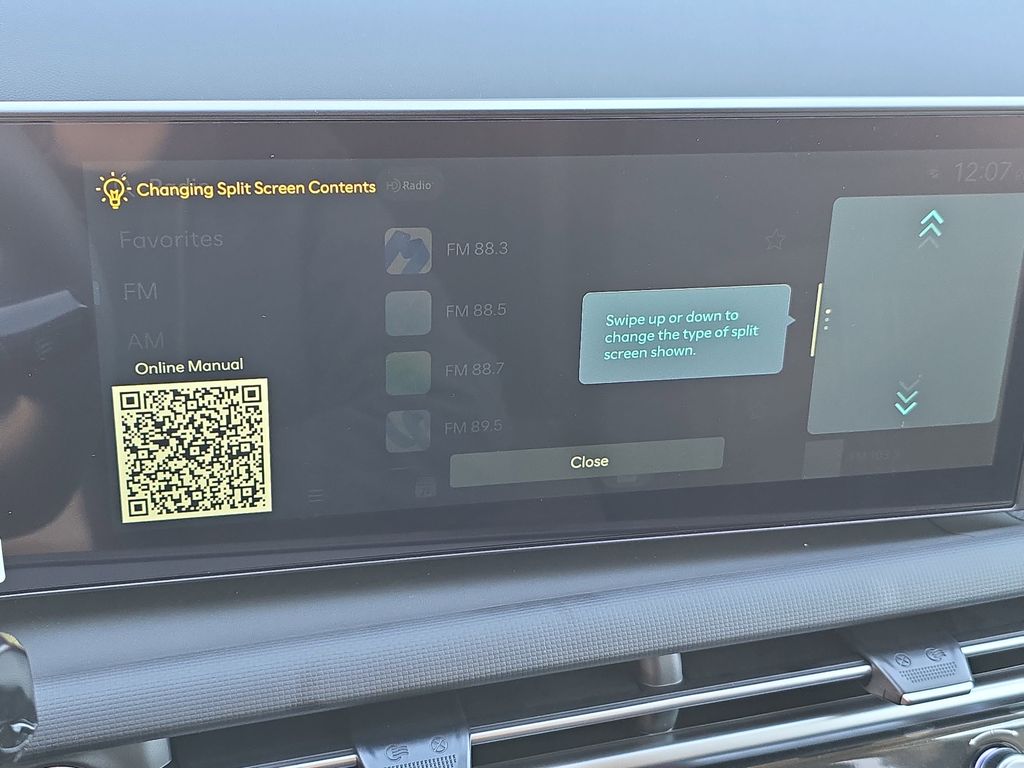 Changing Split Screen Contents
HD Radio
12:07
Favorites
FM
AM
FM 88.3
FM 88.5
FM 88.7
FM 89.5
Swipe up or down to
change the type of split
screen shown.
Online Manual
Close